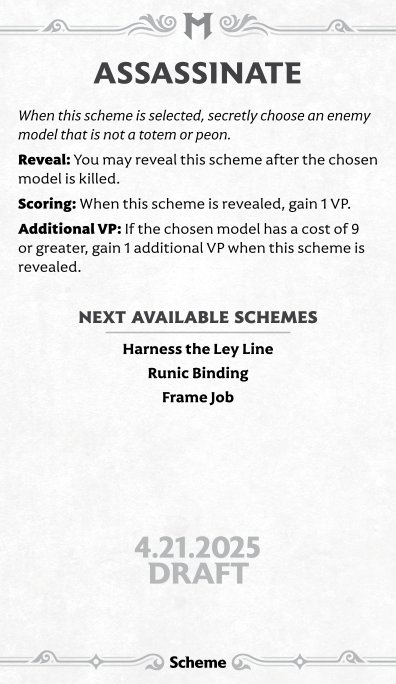 M
ASSASSINATE
When this scheme is selected, secretly choose an enemy
model that is not a totem or peon.
Reveal: You may reveal this scheme after the chosen
model is killed.
Scoring: When this scheme is revealed, gain 1 VP.
Additional VP: If the chosen model has a cost of 9
or greater, gain 1 additional VP when this scheme is
revealed.
NEXT AVAILABLE SCHEMES
Harness the Ley Line
Runic Binding
Frame Job
4.21.2025
DRAFT
Scheme